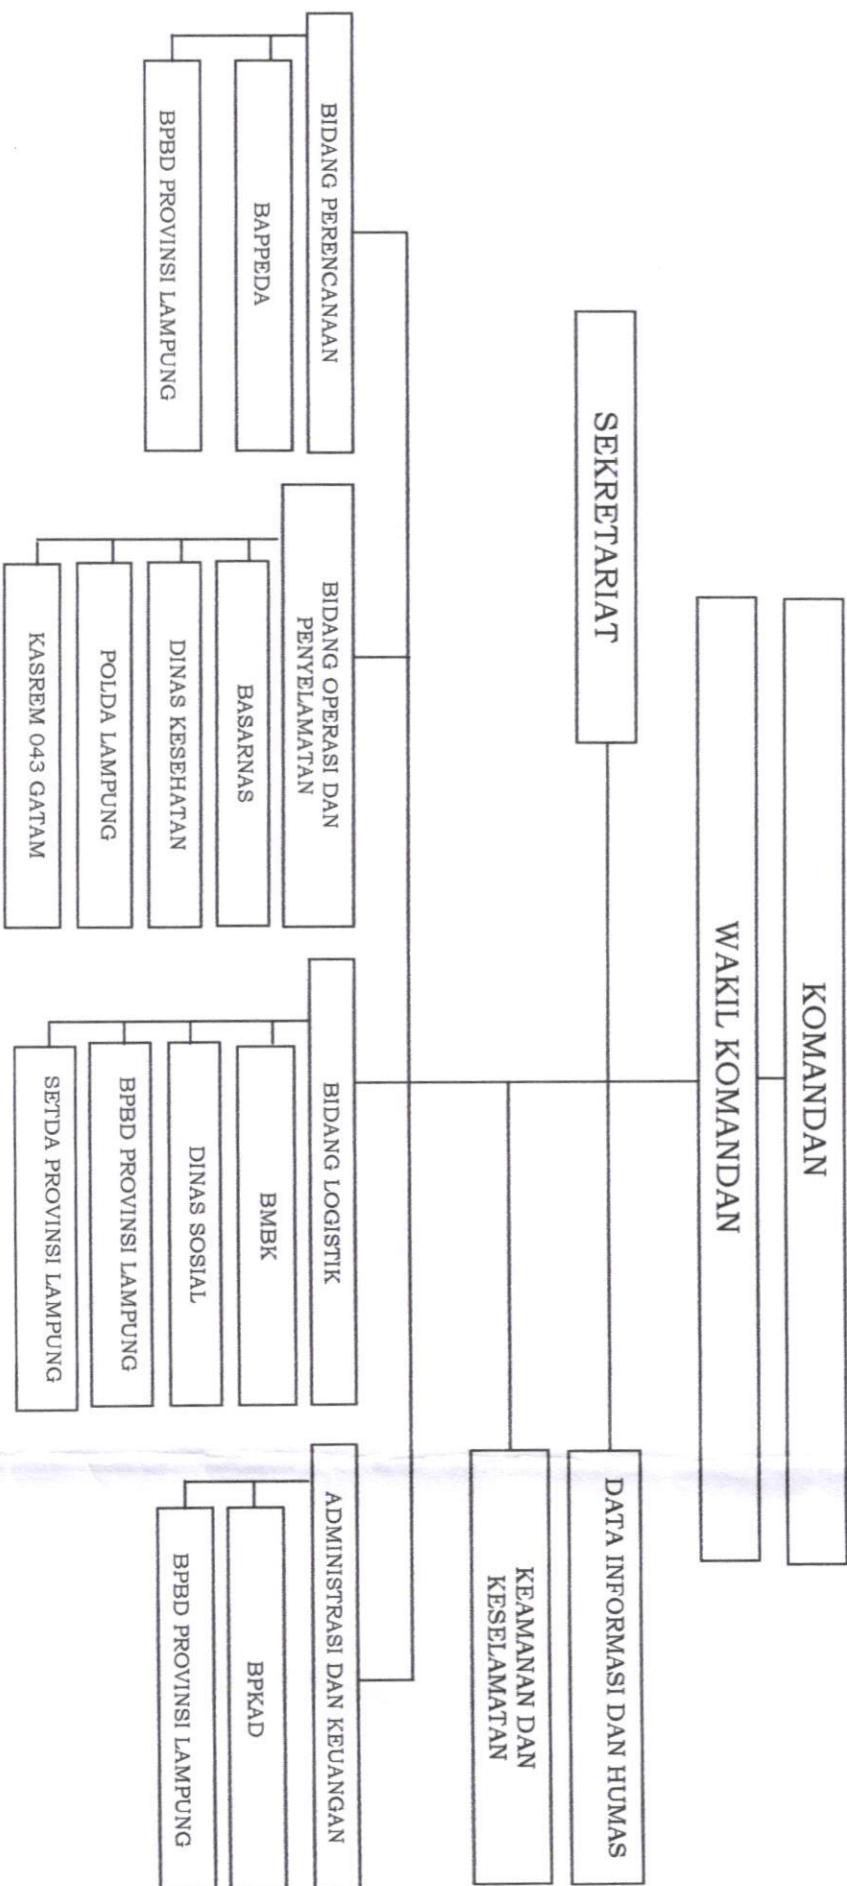 KOMANDAN
WAKIL KOMANDAN
SEKRETARIAT
DATA INFORMASI DAN HUMAS
KEAMANAN DAN
KESELAMATAN
BIDANG PERENCANAAN
BAPPEDA
BPBD PROVINSI LAMPUNG
BIDANG OPERASI DAN
PENYELAMATAN
BASARNAS
DINAS KESEHATAN
POLDA LAMPUNG
KASREM 043 GATAM
BIDANG LOGISTIK
BMBK
DINAS SOSIAL
BPBD PROVINSI LAMPUNG
SETDA PROVINSI LAMPUNG
ADMINISTRASI DAN KEUANGAN
BPKAD
BPBD PROVINSI LAMPUNG